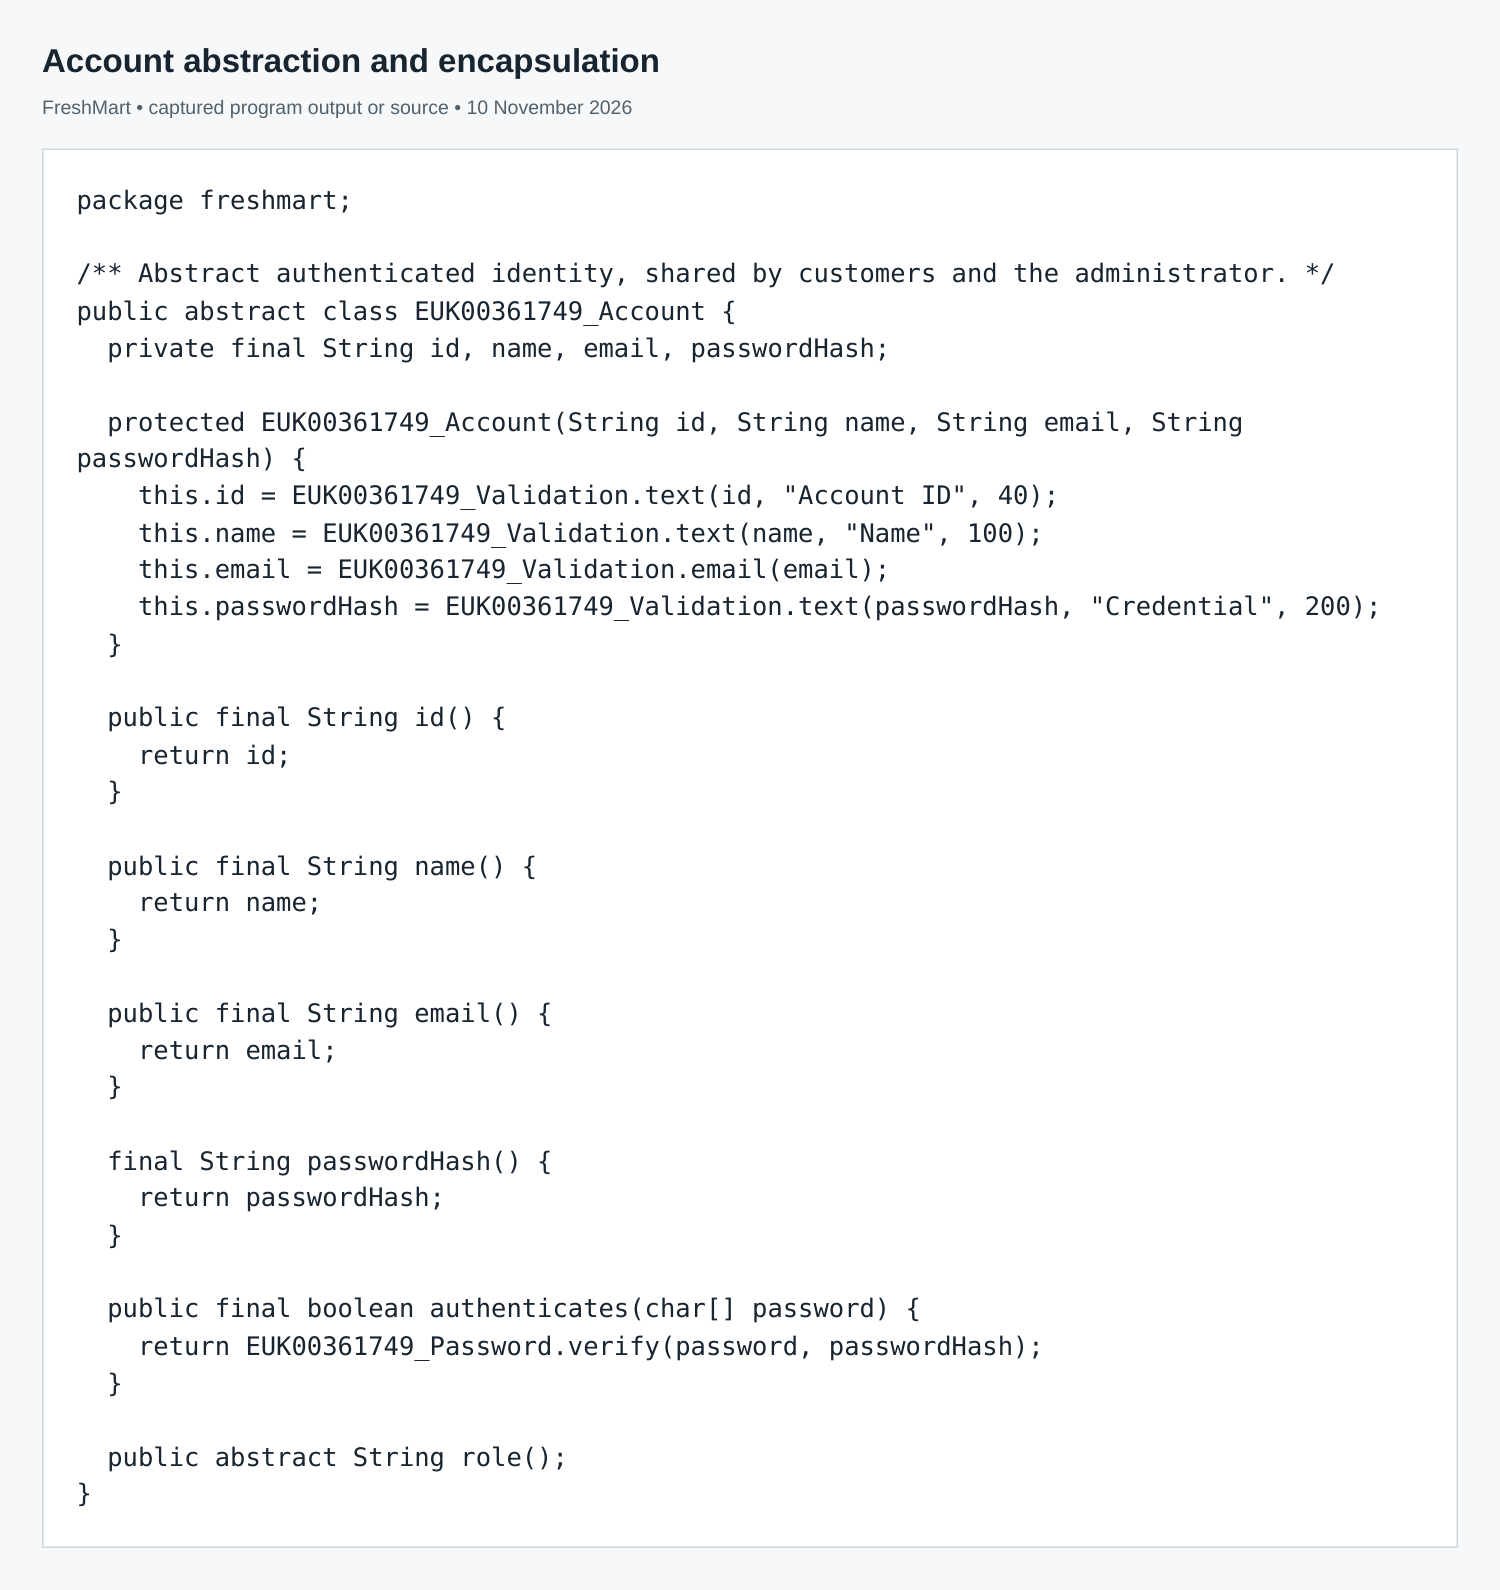 Account abstraction and encapsulation
FreshMart • captured program output or source • 10 November 2026
package freshmart;
/** Abstract authenticated identity, shared by customers and the administrator. */
public abstract class EUK00361749_Account {
  private final String id, name, email, passwordHash;
  protected EUK00361749_Account(String id, String name, String email, String
passwordHash) {
    this.id = EUK00361749_Validation.text(id, "Account ID", 40);
    this.name = EUK00361749_Validation.text(name, "Name", 100);
    this.email = EUK00361749_Validation.email(email);
    this.passwordHash = EUK00361749_Validation.text(passwordHash, "Credential", 200);
  }
  public final String id() {
    return id;
  }
  public final String name() {
    return name;
  }
  public final String email() {
    return email;
  }
  final String passwordHash() {
    return passwordHash;
  }
  public final boolean authenticates(char[] password) {
    return EUK00361749_Password.verify(password, passwordHash);
  }
  public abstract String role();
}